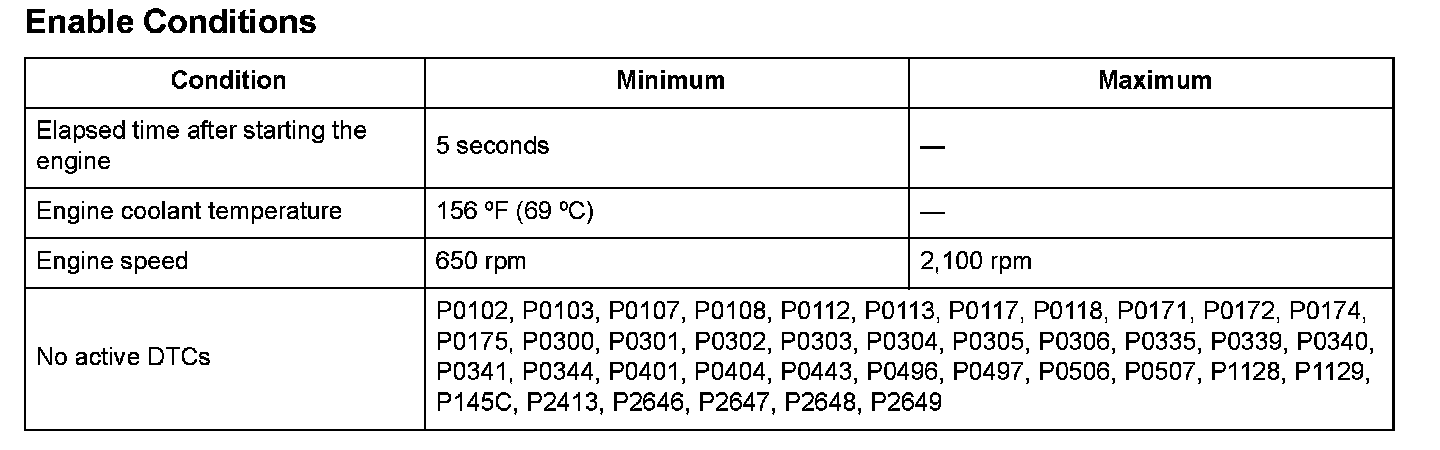 Enable Conditions
Condition Minimum Maximum
Elapsed time after starting the
engine
5 seconds —
Engine coolant temperature 156 ºF (69 ºC) —
Engine speed 650 rpm 2,100 rpm
No active DTCs
P0102, P0103, P0107, P0108, P0112, P0113, P0117, P0118, P0171, P0172, P0174,
P0175, P0300, P0301, P0302, P0303, P0304, P0305, P0306, P0335, P0339, P0340,
P0341, P0344, P0401, P0404, P0443, P0496, P0497, P0506, P0507, P1128, P1129,
P145C, P2413, P2646, P2647, P2648, P2649